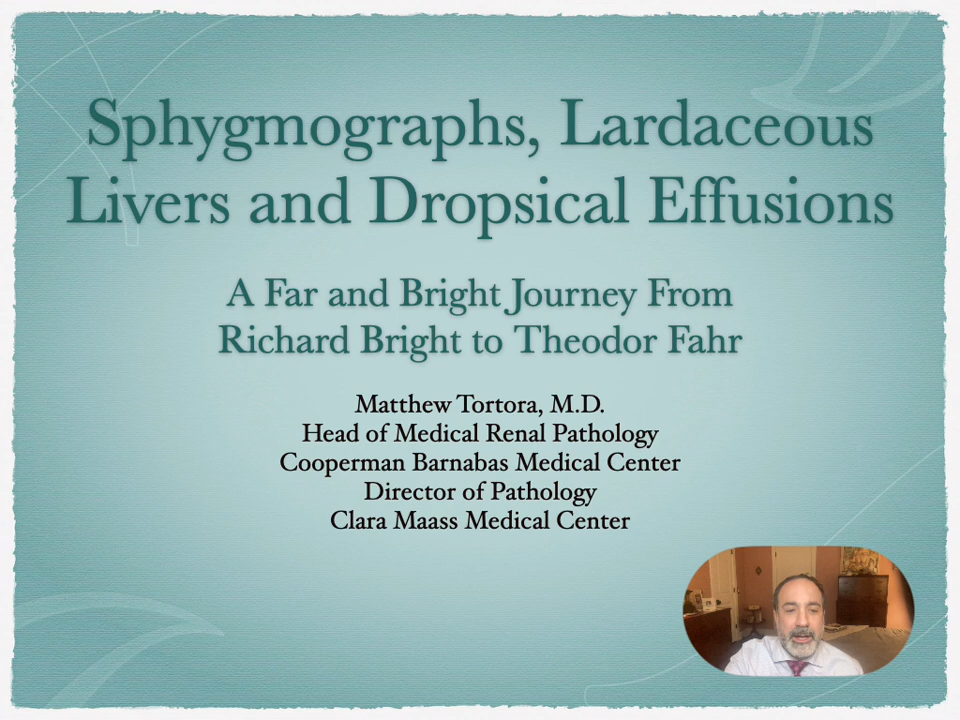 Sphygmographs, Lardaceous
Livers and Dropsical Effusions
A Far and Bright Journey From
Richard Bright to Theodor Fahr
Matthew Tortora, M.D.
Head of Medical Renal Pathology
Cooperman Barnabas Medical Center
Director of Pathology
Clara Maass Medical Center